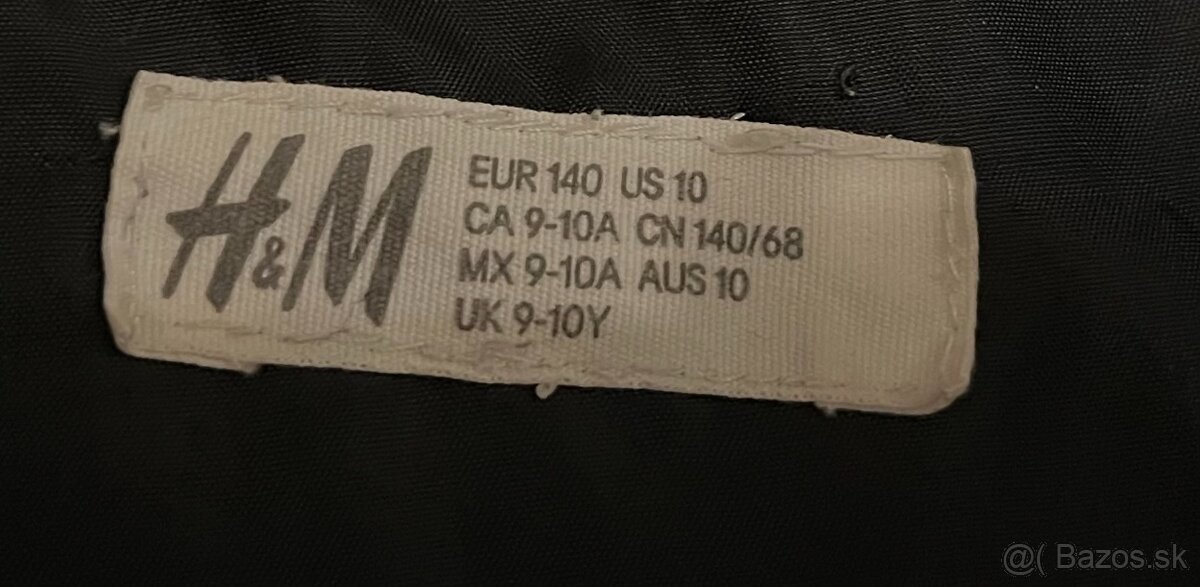 H&M
EUR 140 US 10
CA 9-10A CN 140/68
MX 9-10A AUS 10
UK 9-10Y
@( Bazos.sk